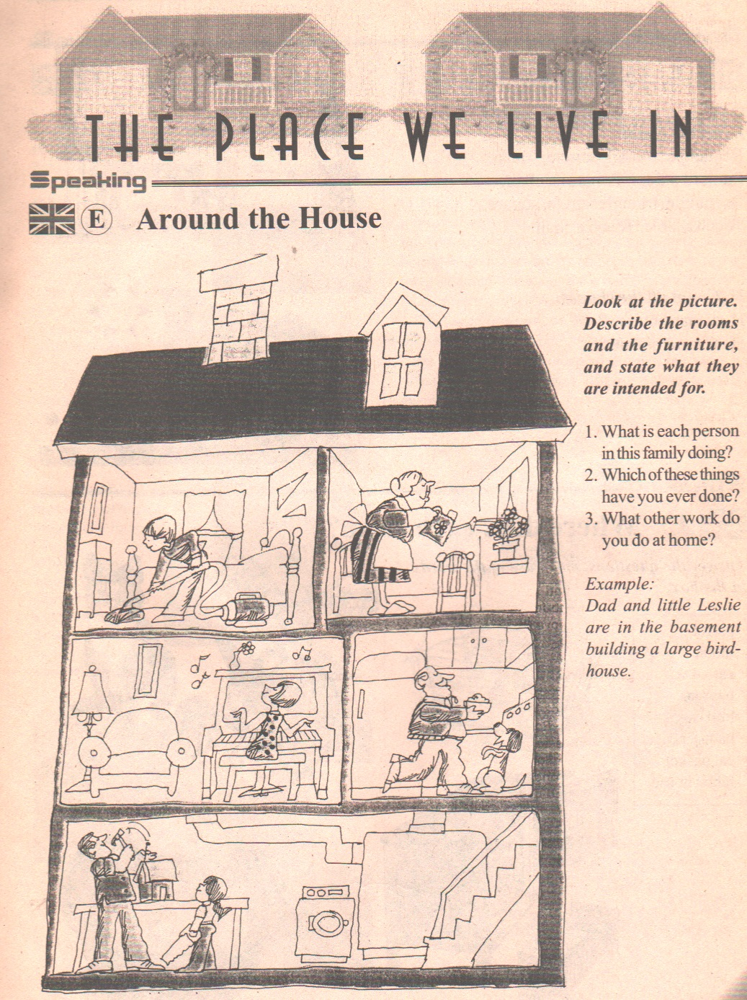 THE PLACE WE LIVE IN
Speaking
E Around the House
Look at the picture.
Describe the rooms
and the furniture,
and state what they
are intended for.
1. What is each person
in this family doing?
2. Which of these things
have you ever done?
3. What other work do
you do at home?
Example:
Dad and little Leslie
are in the basement
building a large bird-
house.